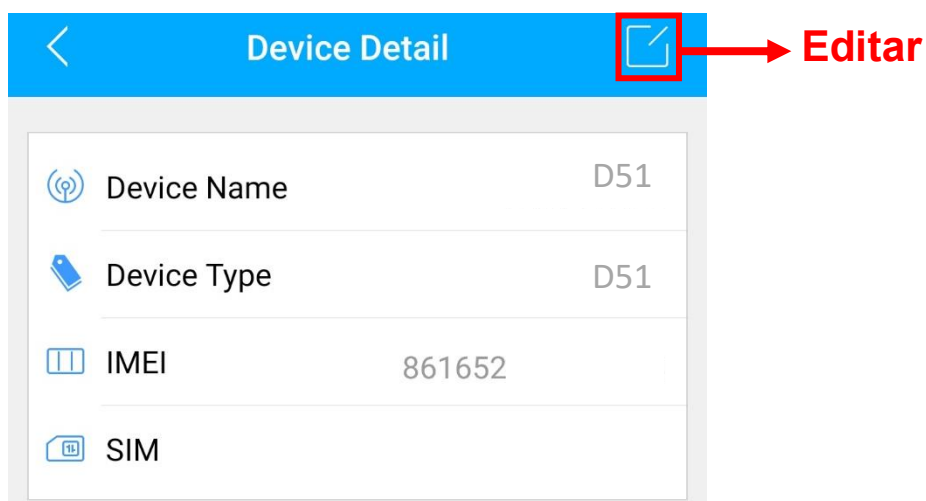 Device Detail
Editar
Device Name D51
Device Type D51
IMEI 861652
SIM